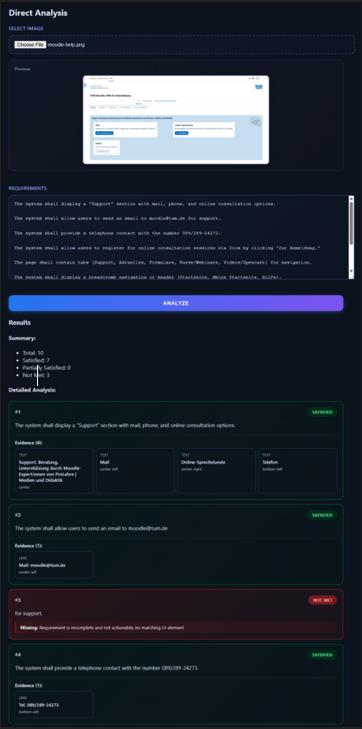 Direct Analysis
SELECT IMAGE
Choose File moodle-help.png
Preview
REQUIREMENTS
The system shall display a "Support" section with mail, phone, and online consultation options.
The system shall allow users to send an email to moodle@tum.de for support.
The system shall provide a telephone contact with the number 089/289-24273.
The system shall allow users to register for online consultation sessions via Zoom by clicking "Zur Anmeldung."
The page shall contain tabs (Support, Aktuelles, Formulare, Kurse/Webinare, Videos/Opencast) for navigation.
The system shall display a breadcrumb navigation or header (Startseite, Meine Startseite, Hilfe).
ANALYZE
Results
Summary:
Total: 10
Satisfied: 7
Partially Satisfied: 0
Not Met: 3
Detailed Analysis:
#1 SATISFIED
The system shall display a "Support" section with mail, phone, and online consultation options.
Evidence (4):
TEXT TEXT TEXT TEXT
Support, Beratung, Mail Online-Sprechstunde Telefon
Unterstützung durch Moodle- center-left center-right bottom-left
Expert:innen von ProLehre |
Medien und Didaktik
center
#2 SATISFIED
The system shall allow users to send an email to moodle@tum.de
Evidence (1):
LINK
Mail: moodle@tum.de
center-left
#3 NOT_MET
for support.
Missing: Requirement is incomplete and not actionable; no matching UI element
#4 SATISFIED
The system shall provide a telephone contact with the number 089/289-24273.
Evidence (1):
LINK
Tel. 089/289-24273
bottom-left